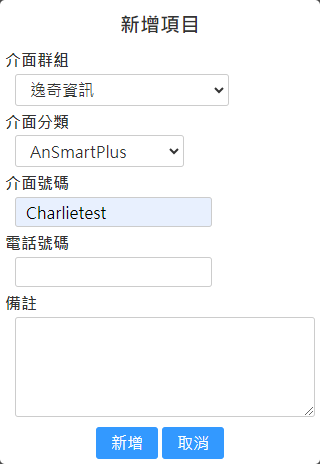 新增項目
介面群組
逸奇資訊
介面分類
AnSmartPlus
介面號碼
Charlietest
電話號碼
備註
新增 取消